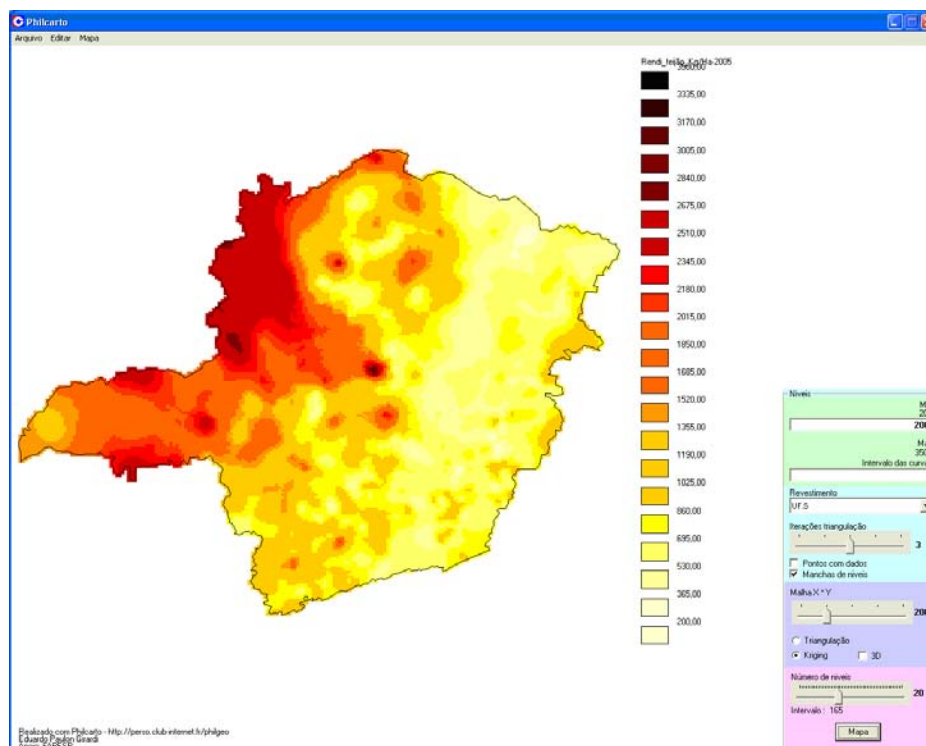 Philcarto
Arquivo Editar Mapa
Rendi_feijão_Kg/Ha-2005
3335,00
3170,00
3005,00
2840,00
2675,00
2510,00
2345,00
2180,00
2015,00
1850,00
1685,00
1520,00
1355,00
1190,00
1025,00
860,00
695,00
530,00
365,00
200,00
Níveis
Intervalo das curva
Revestimento
UF.S
Iterações triangulação
3
Pontos com dados
Manchas de níveis
Malha X * Y
200
Triangulação
Kriging 3D
Número de níveis
20
Intervalo : 165
Mapa
Realizado com Philcarto - http://perso.club-internet.fr/philgeo
Eduardo Paulon Girardi